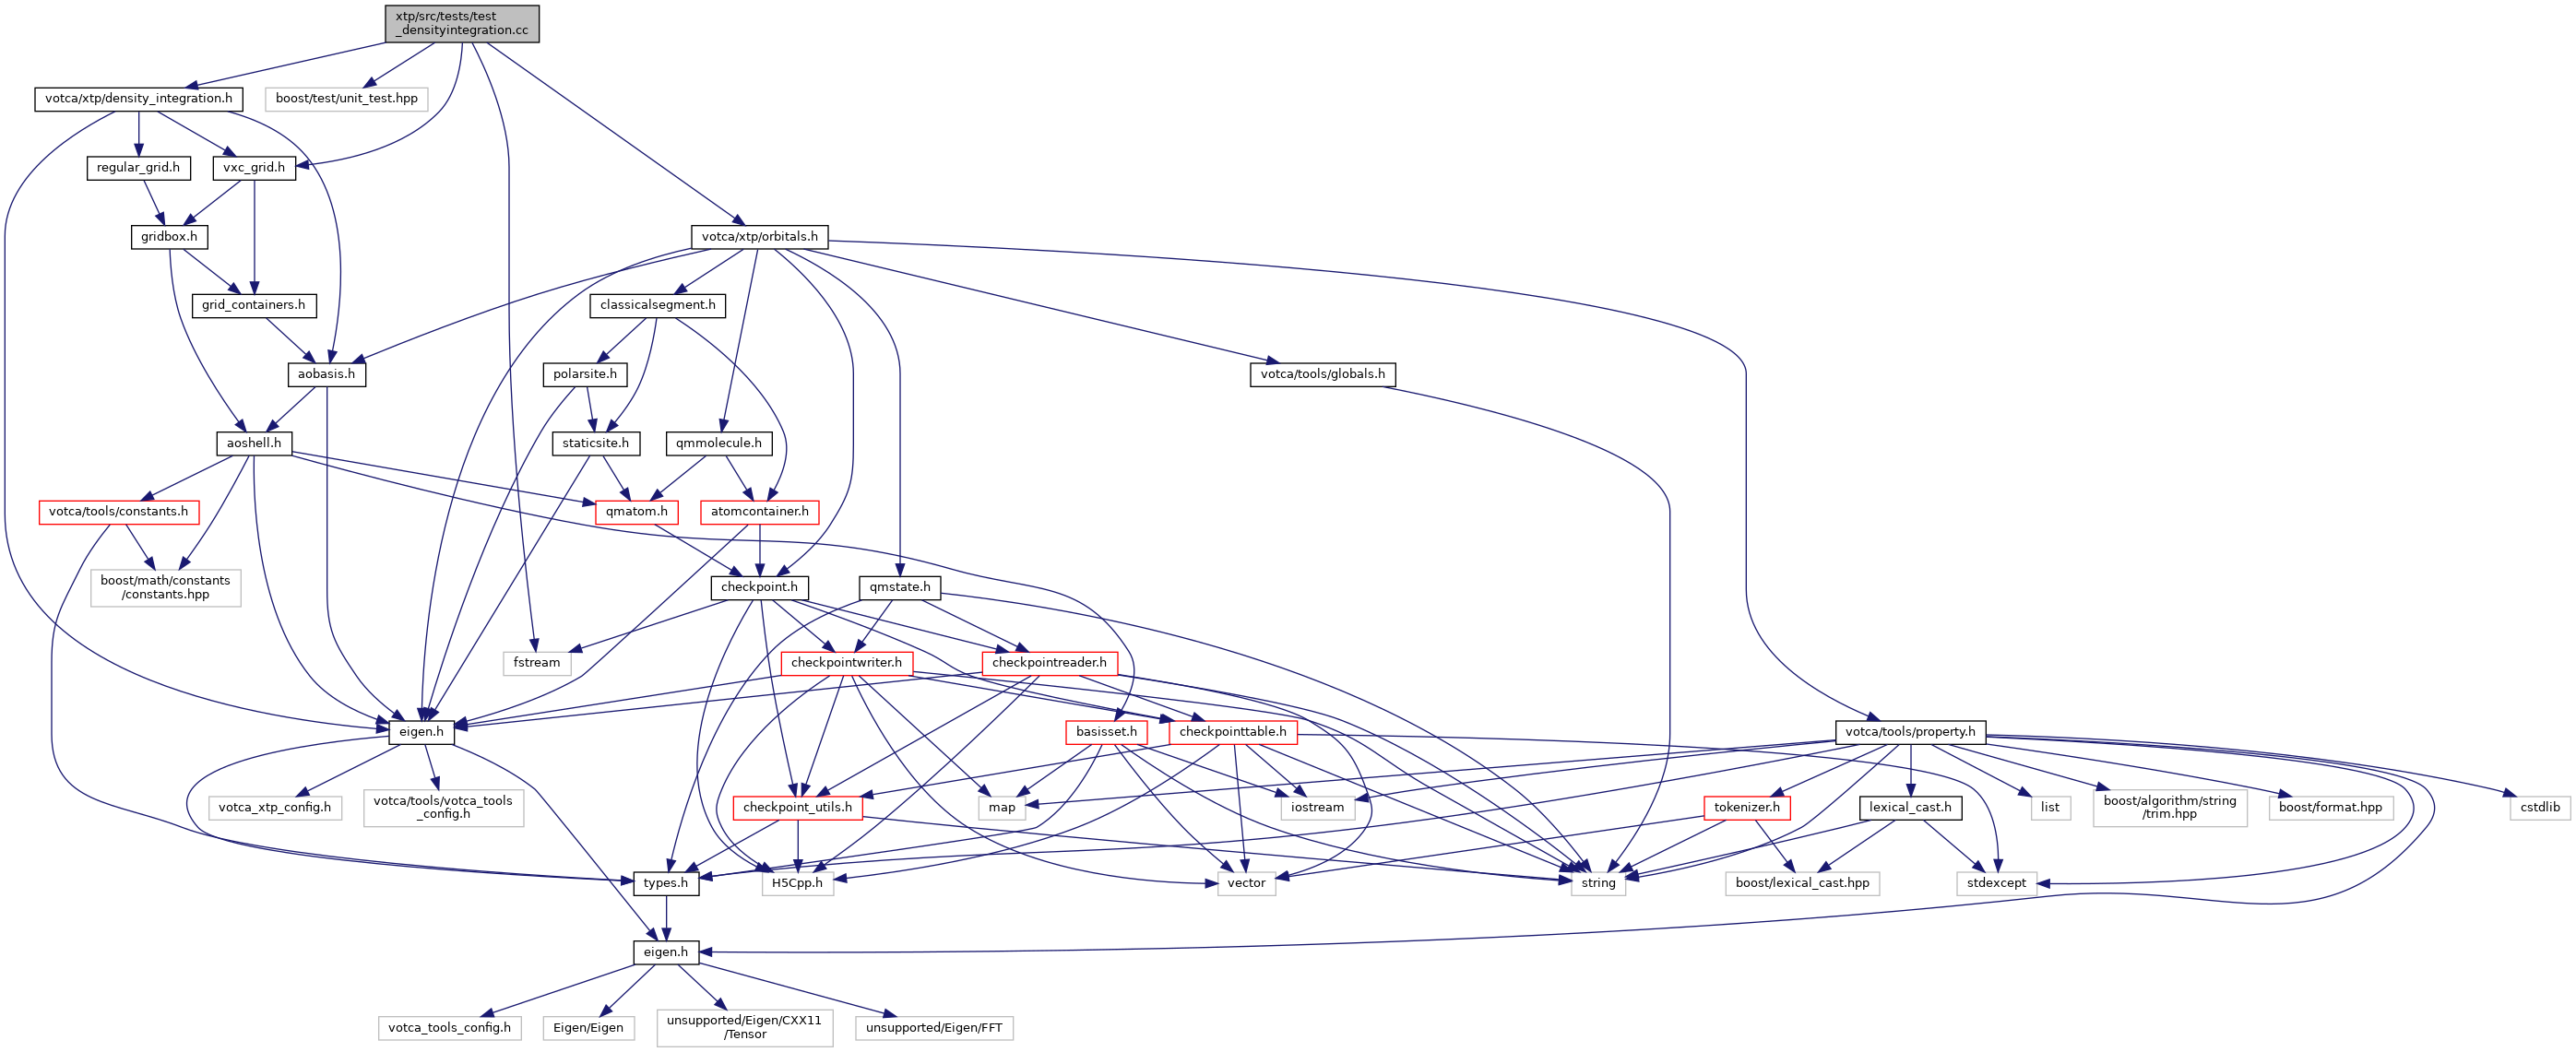 xtp/src/tests/test
_densityintegration.cc
votca/xtp/density_integration.h
boost/test/unit_test.hpp
regular_grid.h
vxc_grid.h
gridbox.h
votca/xtp/orbitals.h
grid_containers.h
classicalsegment.h
aobasis.h
polarsite.h
votca/tools/globals.h
aoshell.h
staticsite.h
qmmolecule.h
votca/tools/constants.h
qmatom.h
atomcontainer.h
boost/math/constants
/constants.hpp
checkpoint.h
qmstate.h
fstream
checkpointwriter.h
checkpointreader.h
eigen.h
basisset.h
checkpointtable.h
votca/tools/property.h
votca_xtp_config.h
votca/tools/votca_tools
_config.h
checkpoint_utils.h
map
iostream
tokenizer.h
lexical_cast.h
list
boost/algorithm/string
/trim.hpp
boost/format.hpp
cstdlib
types.h
H5Cpp.h
vector
string
boost/lexical_cast.hpp
stdexcept
eigen.h
votca_tools_config.h
Eigen/Eigen
unsupported/Eigen/CXX11
/Tensor
unsupported/Eigen/FFT